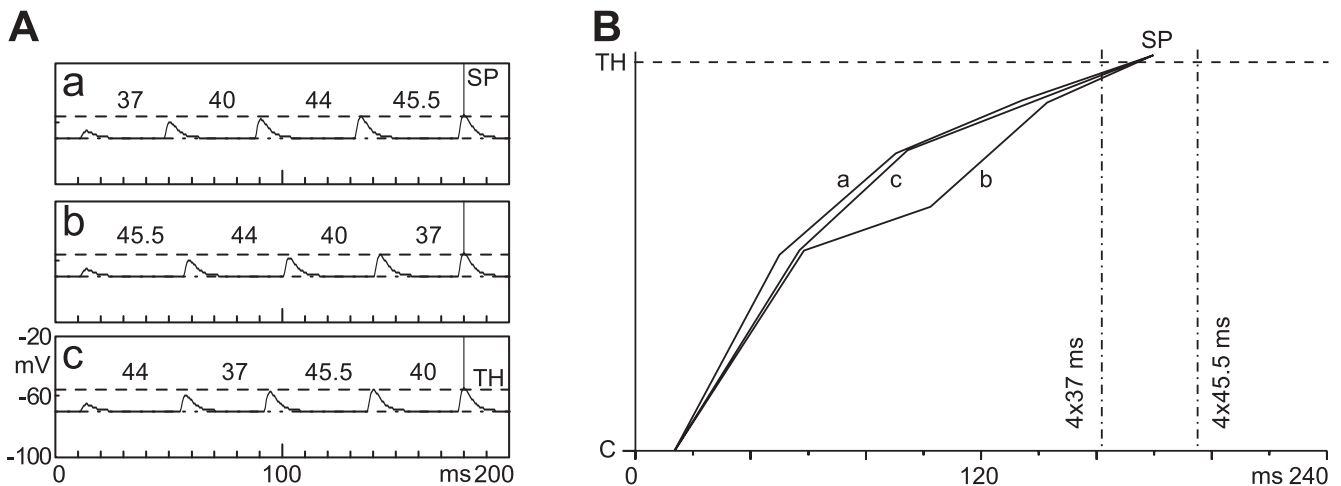 A
a
SP
37 40 44 45.5
b
45.5 44 40 37
-20
mV
-60
-100
c
44 37 45.5 40
TH
0 100 ms 200
B
SP
TH
a c b
4x37 ms
4x45.5 ms
C
0 120 ms 240